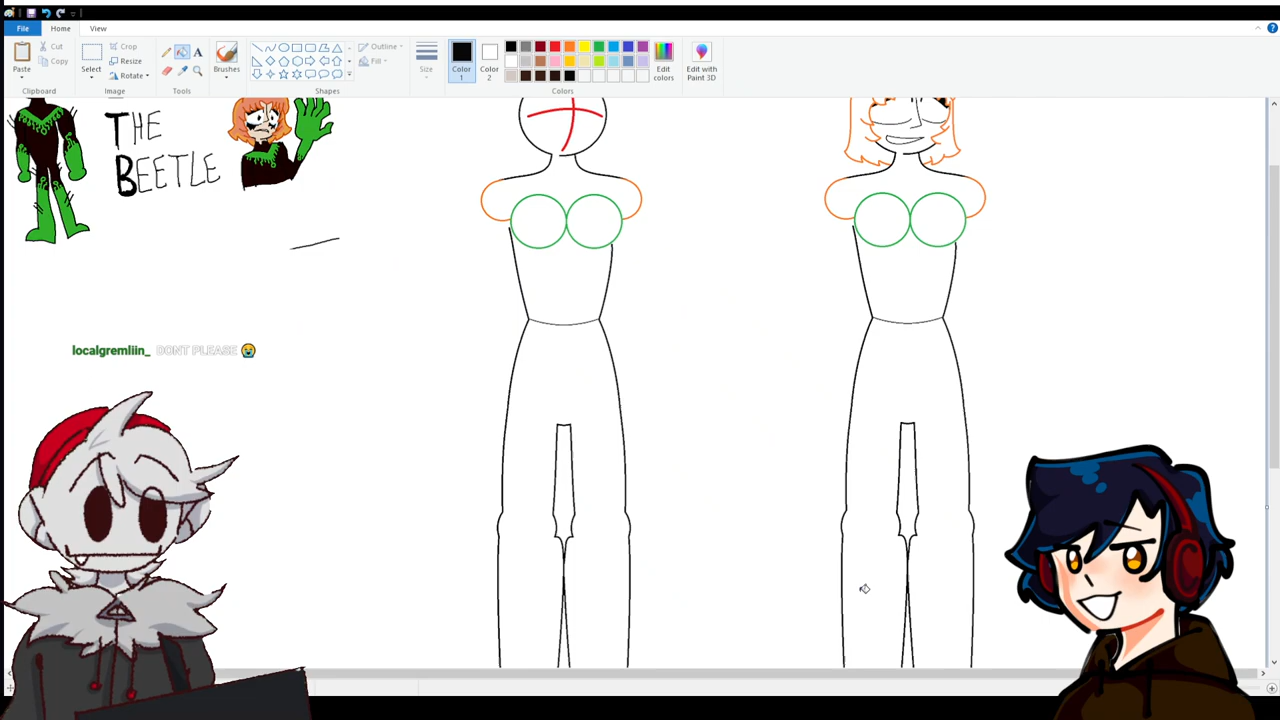 File Home View
Paste
Cut
Copy
Clipboard
Select
Crop
Resize
Rotate
Image
A
Tools
Brushes
Shapes
Outline
Fill
Size
Color 1
Color 2
Colors
Edit colors
Edit with Paint 3D
THE
BEETLE
localgremliin_ DONT PLEASE 😭